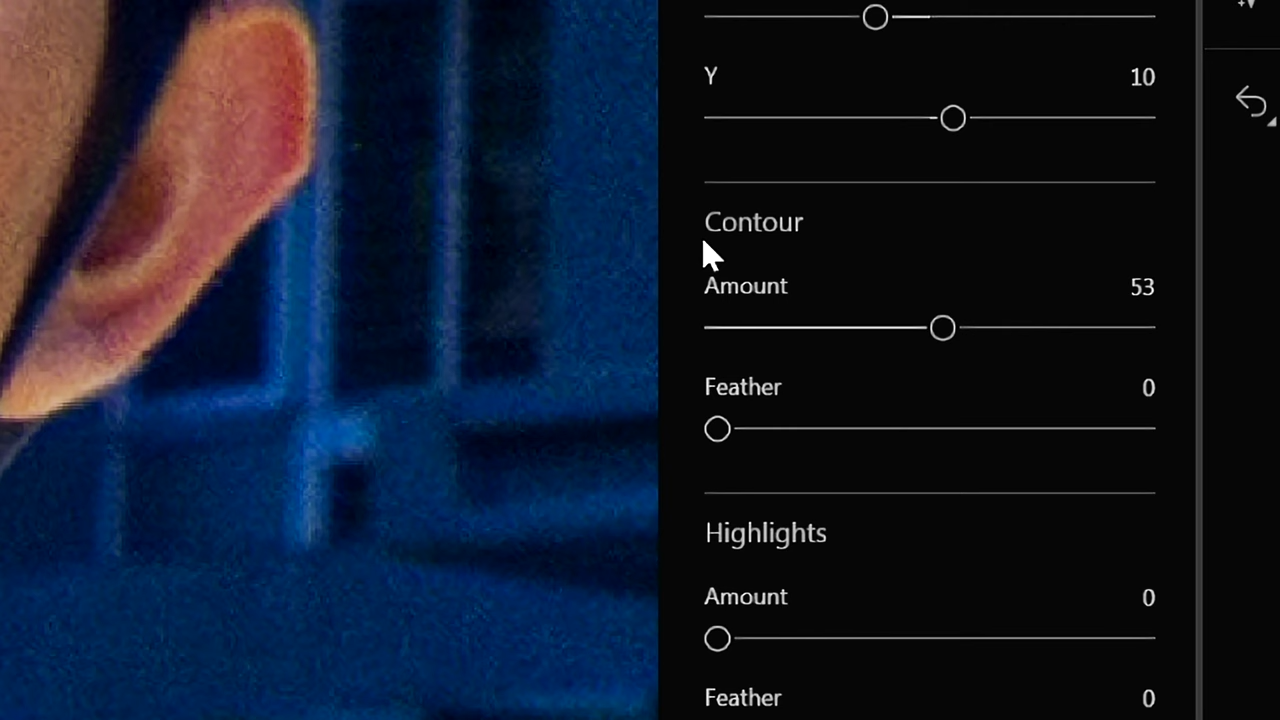 Y 10
Contour
Amount 53
Feather 0
Highlights
Amount 0
Feather 0